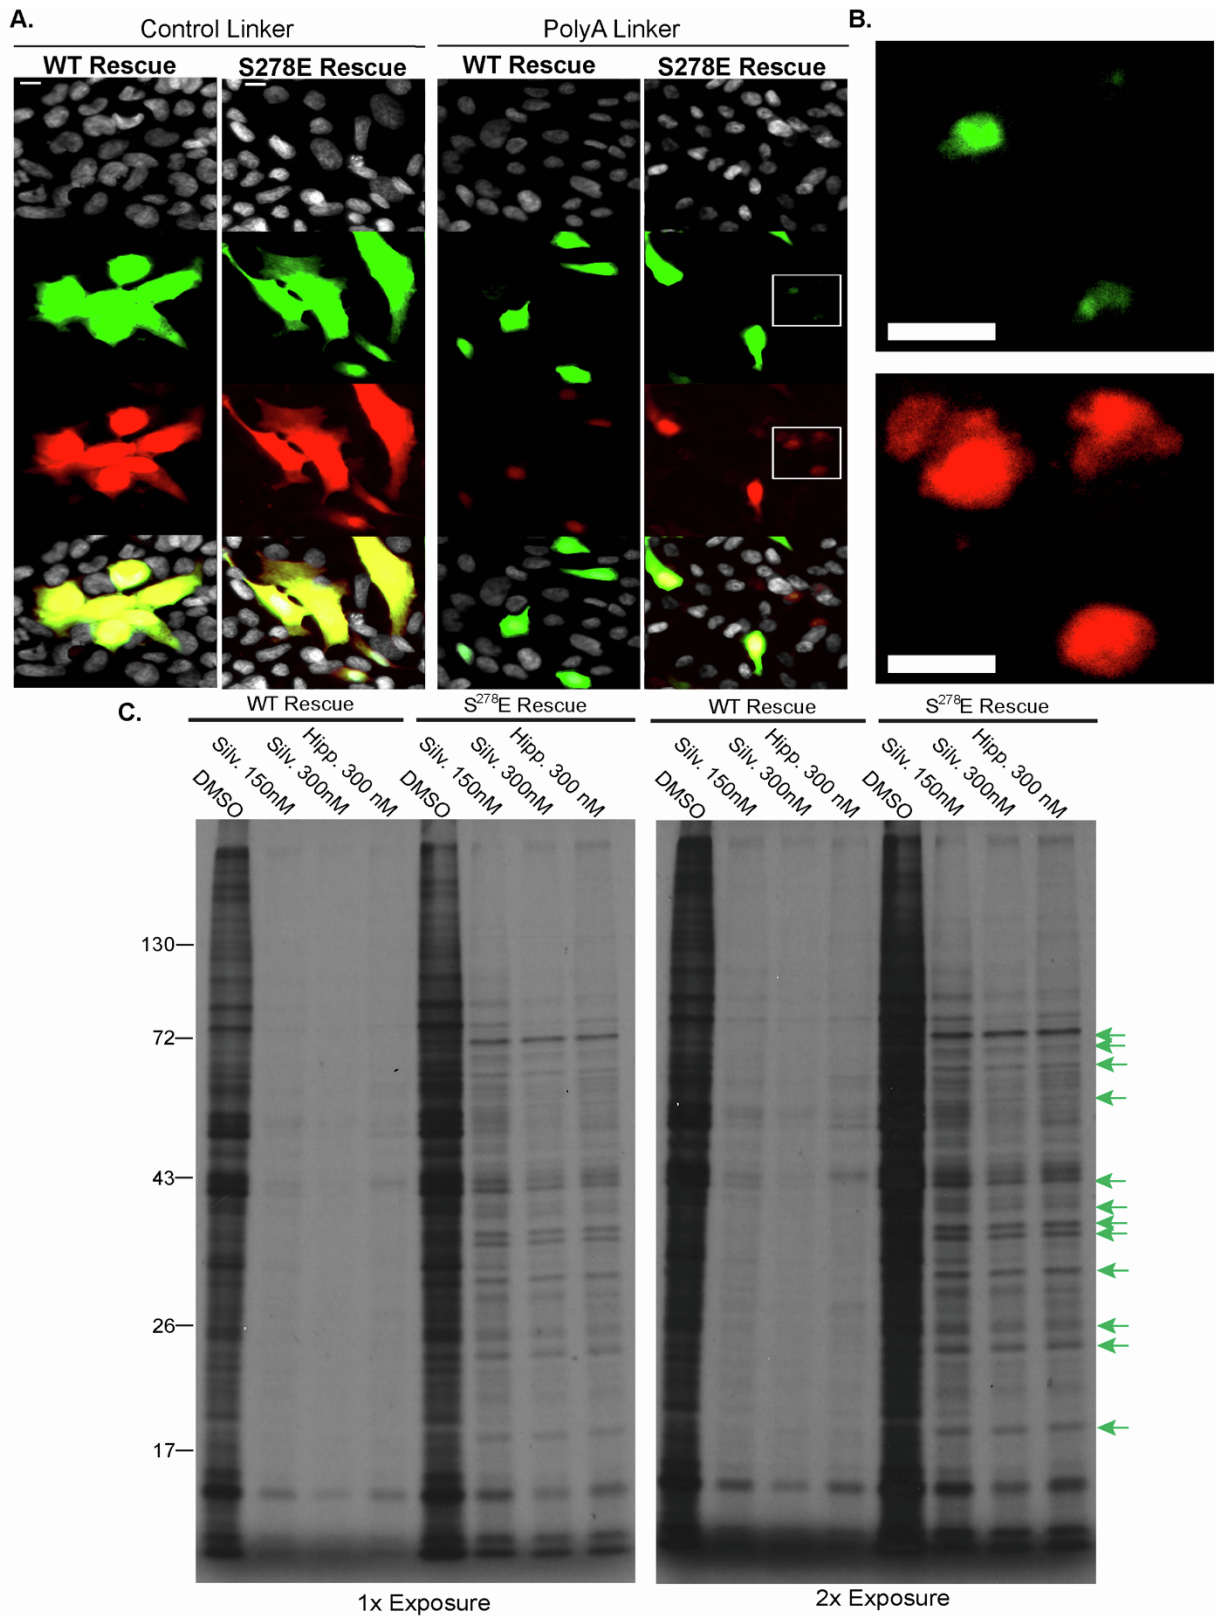 A.
Control Linker
PolyA Linker
B.
WT Rescue
S278E Rescue
WT Rescue
S278E Rescue
C.
WT Rescue
S²⁷⁸E Rescue
WT Rescue
S²⁷⁸E Rescue
DMSO
Silv. 150nM
Silv. 300nM
Hipp. 300 nM
DMSO
Silv. 150nM
Silv. 300nM
Hipp. 300 nM
DMSO
Silv. 150nM
Silv. 300nM
Hipp. 300 nM
DMSO
Silv. 150nM
Silv. 300nM
Hipp. 300 nM
130
72
43
26
17
1x Exposure
2x Exposure